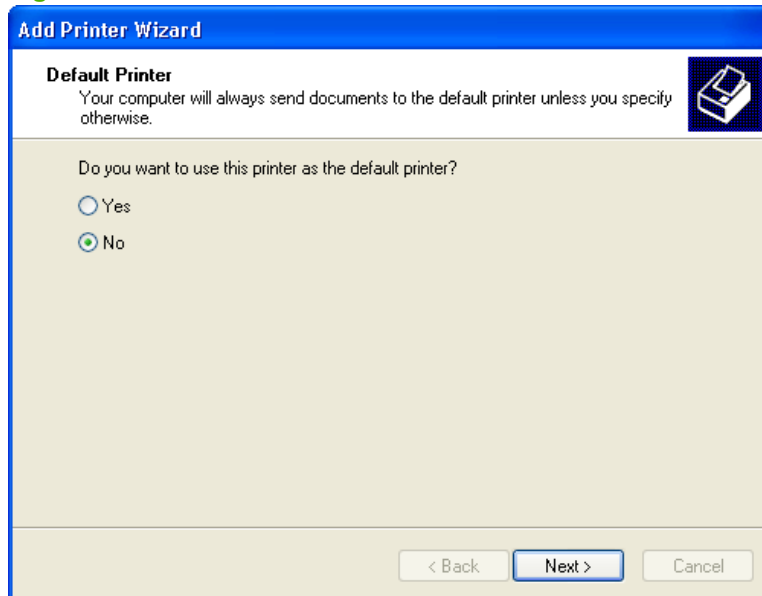 Add Printer Wizard
Default Printer
Your computer will always send documents to the default printer unless you specify
otherwise.
Do you want to use this printer as the default printer?
Yes
No
< Back Next > Cancel